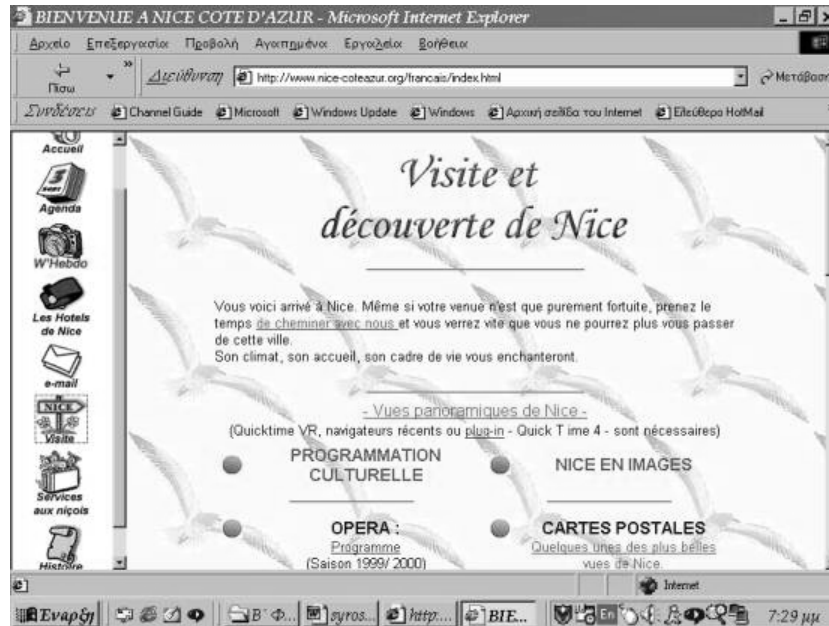 BIENVENUE A NICE COTE D'AZUR - Microsoft Internet Explorer
Αρχείο Επεξεργασία Προβολή Αγαπημένα Εργαλεία Βοήθεια
Πίσω
»
Διεύθυνση http://www.nice-coteazur.org/francais/index.html
Μετάβαση
Συνδέσεις Channel Guide Microsoft Windows Update Windows Αρχική σελίδα του Internet Ελεύθερο HotMail
Accueil
Agenda
W'Hebdo
Les Hotels
de Nice
e-mail
NICE
Visite
Services
aux niçois
Histoire
Visite et
découverte de Nice
Vous voici arrivé à Nice. Même si votre venue n'est que purement fortuite, prenez le
temps de cheminer avec nous et vous verrez vite que vous ne pourrez plus vous passer
de cette ville.
Son climat, son accueil, son cadre de vie vous enchanteront.
- Vues panoramiques de Nice -
(Quicktime VR, navigateurs récents ou plug-in - Quick T ime 4 - sont nécessaires)
PROGRAMMATION
CULTURELLE
NICE EN IMAGES
OPERA :
Programme
(Saison 1999/ 2000)
CARTES POSTALES
Quelques unes des plus belles
vues de Nice.
Internet
Έναρξη Β΄ Φ... syros... http:... BIE... En 7:29 μμ